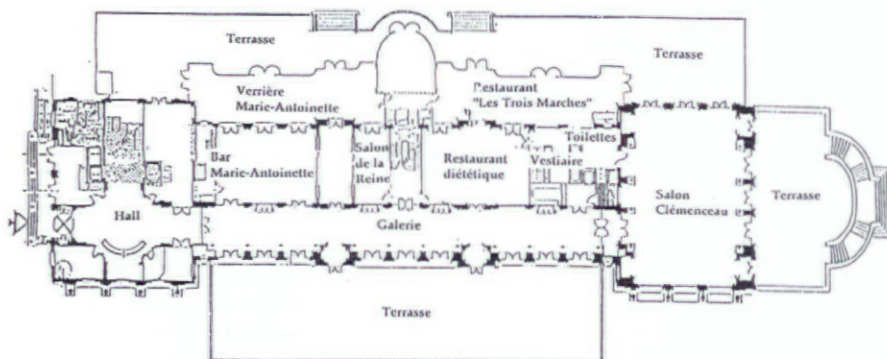 Terrasse
Terrasse
Verrière
Marie-Antoinette
Restaurant
"Les Trois Marches"
Toilettes
Bar
Marie-Antoinette
Salon
de la
Reine
Restaurant
diététique
Vestiaire
Salon
Clémenceau
Terrasse
Hall
Galerie
Terrasse